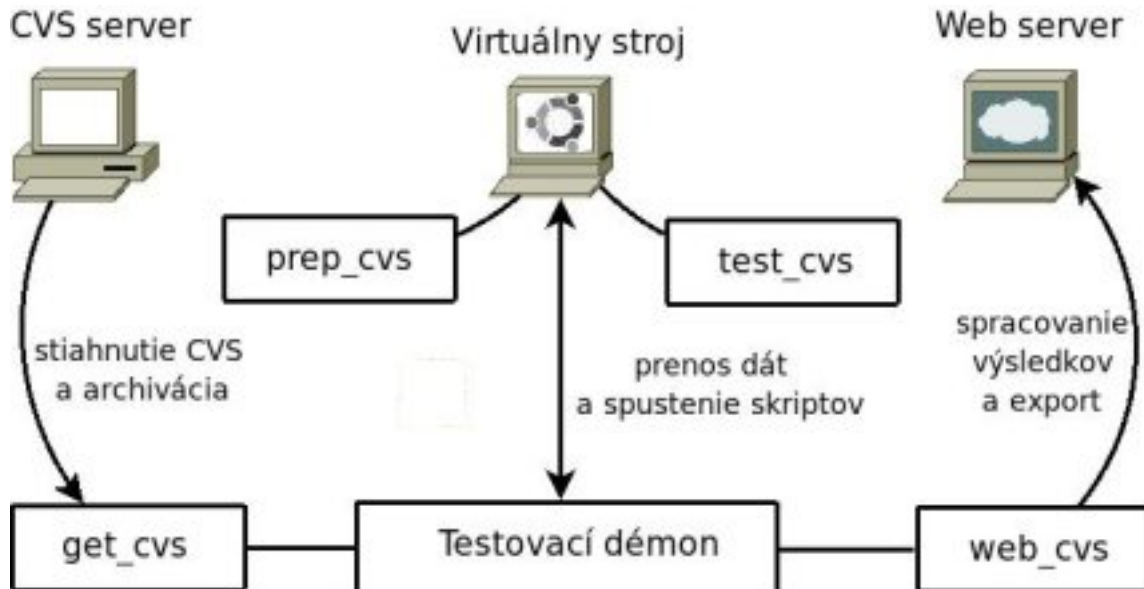 CVS server
Virtuálny stroj
Web server
prep_cvs
test_cvs
stiahnutie CVS
a archivácia
prenos dát
a spustenie skriptov
spracovanie
výsledkov
a export
get_cvs
Testovací démon
web_cvs